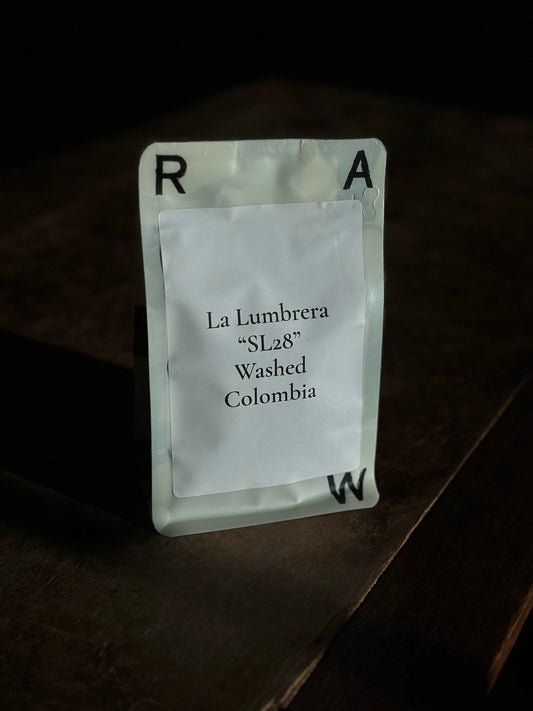 R A
La Lumbrera
“SL28”
Washed
Colombia
W